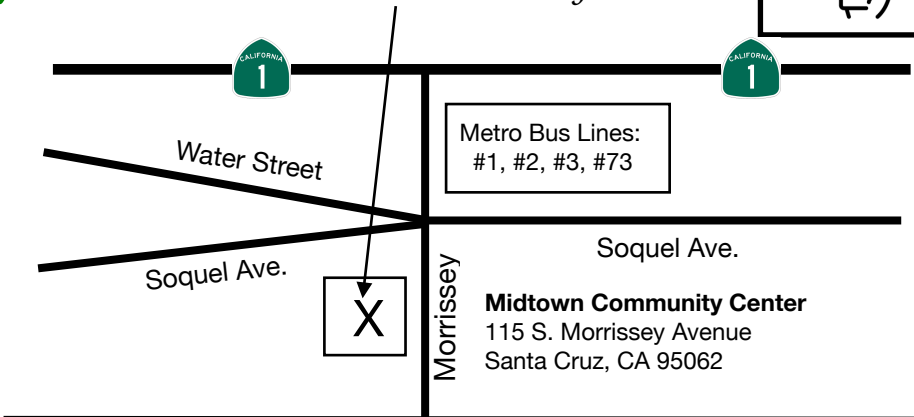 CALIFORNIA
1
CALIFORNIA
1
Metro Bus Lines:
#1, #2, #3, #73
Water Street
Soquel Ave.
Soquel Ave.
X
Morrissey
Midtown Community Center
115 S. Morrissey Avenue
Santa Cruz, CA 95062